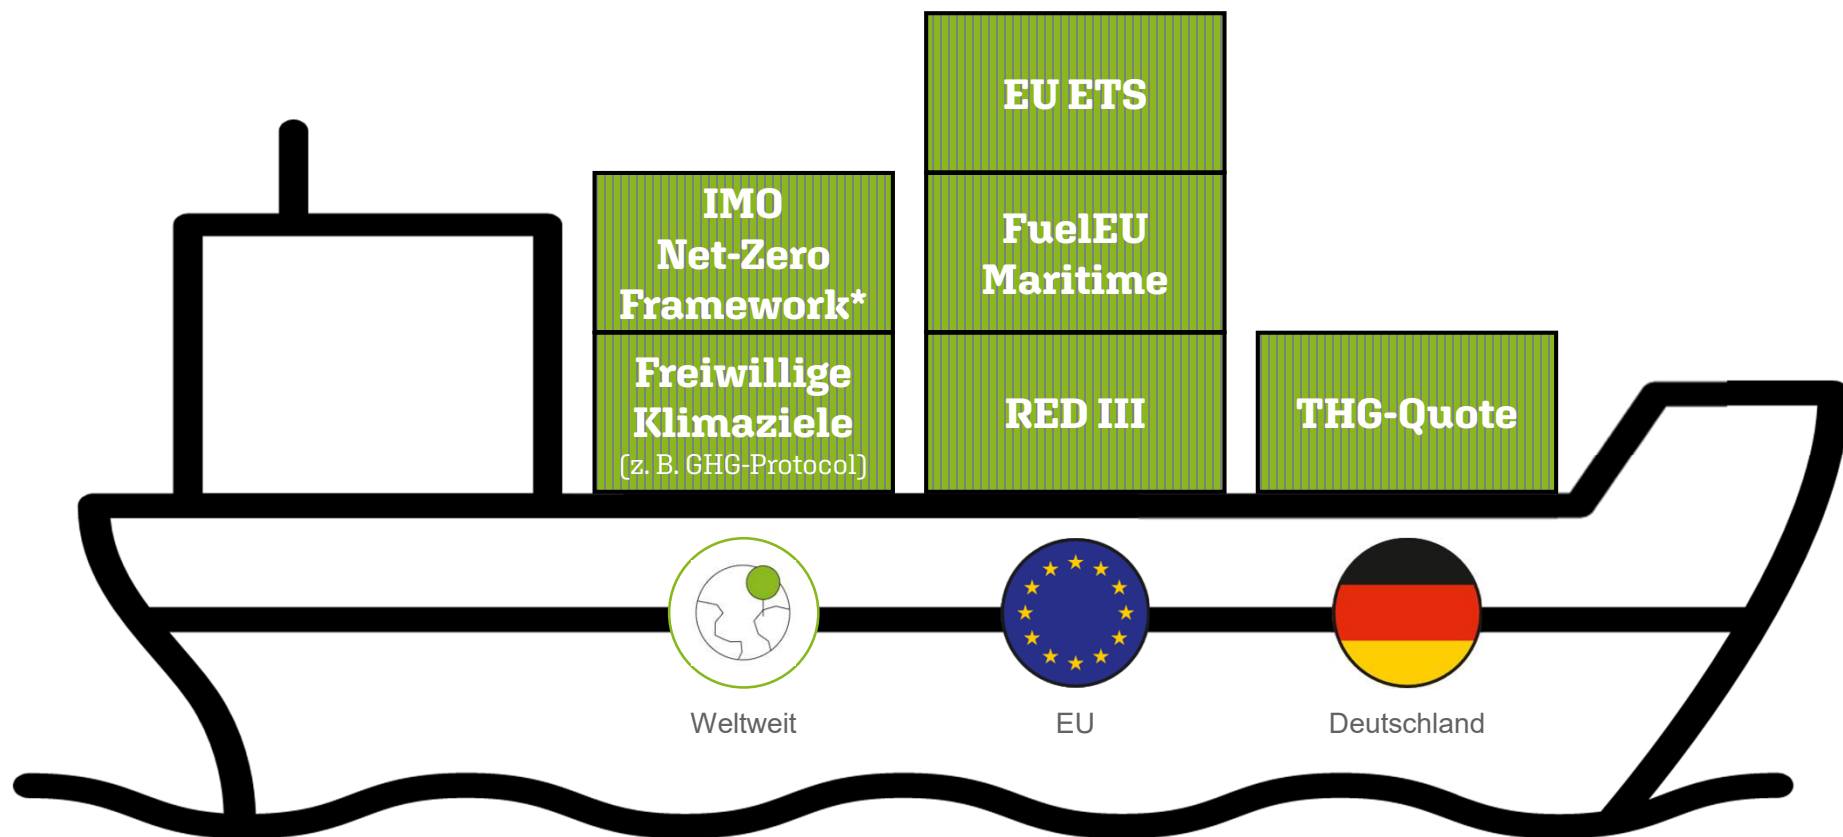 IMO
Net-Zero
Framework*
Freiwillige
Klimaziele
(z. B. GHG-Protocol)
EU ETS
FuelEU
Maritime
RED III
THG-Quote
Weltweit
EU
Deutschland